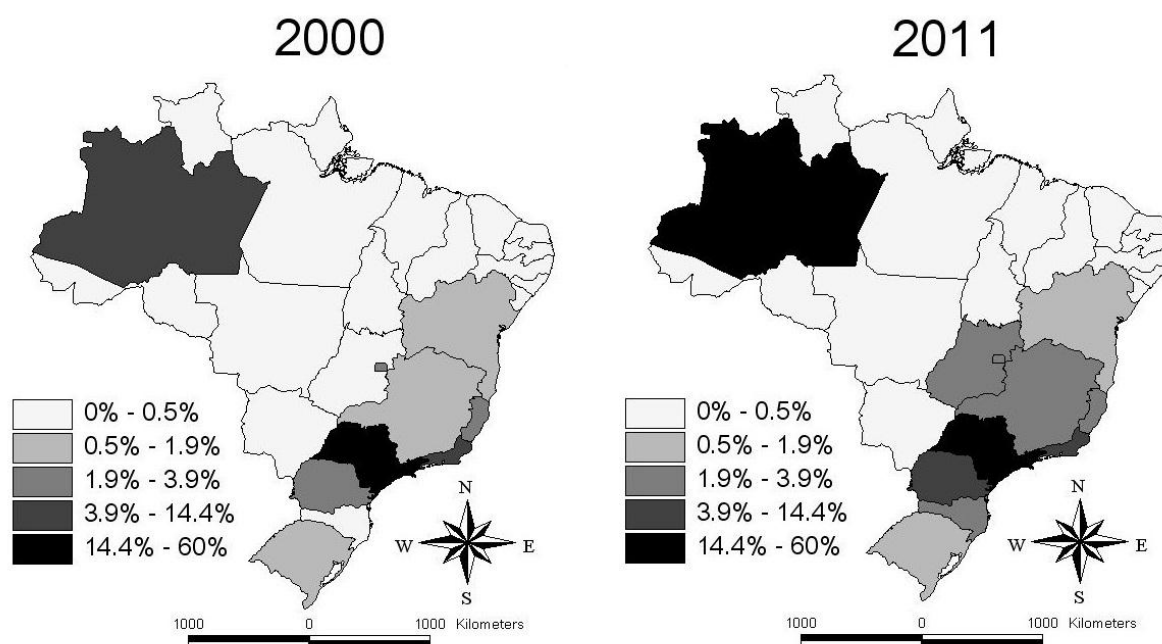 2000
0% - 0.5%
0.5% - 1.9%
1.9% - 3.9%
3.9% - 14.4%
14.4% - 60%
N
W E
S
1000 0 1000 Kilometers
2011
0% - 0.5%
0.5% - 1.9%
1.9% - 3.9%
3.9% - 14.4%
14.4% - 60%
N
W E
S
1000 0 1000 Kilometers